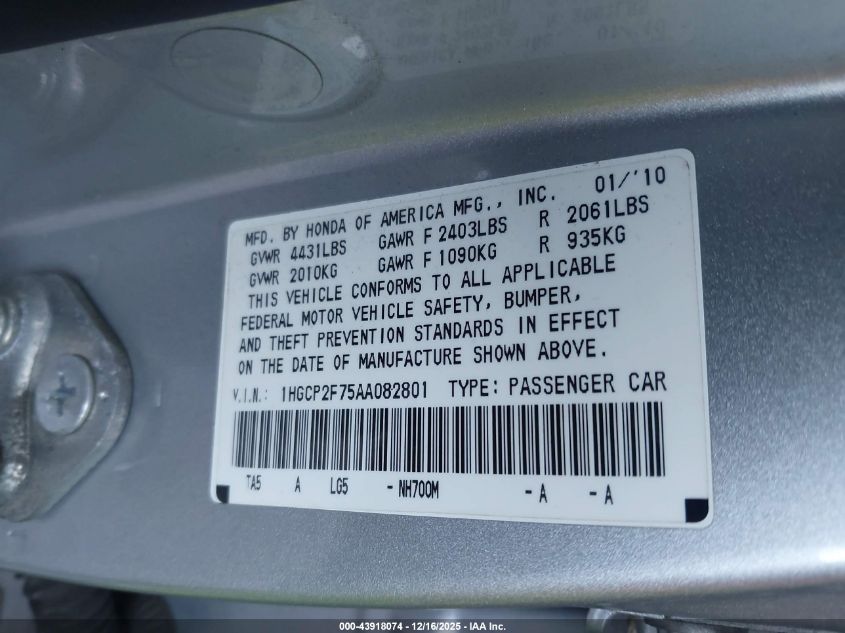 MFD. BY HONDA OF AMERICA MFG., INC. 01/'10
GVWR 4431LBS GAWR F 2403LBS R 2061LBS
GVWR 2010KG GAWR F 1090KG R 935KG
THIS VEHICLE CONFORMS TO ALL APPLICABLE
FEDERAL MOTOR VEHICLE SAFETY, BUMPER,
AND THEFT PREVENTION STANDARDS IN EFFECT
ON THE DATE OF MANUFACTURE SHOWN ABOVE.
V.I.N.: 1HGCP2F75AA082801 TYPE: PASSENGER CAR
TA5 A LG5 - NH700M - A - A
000-43918074 - 12/16/2025 - IAA Inc.